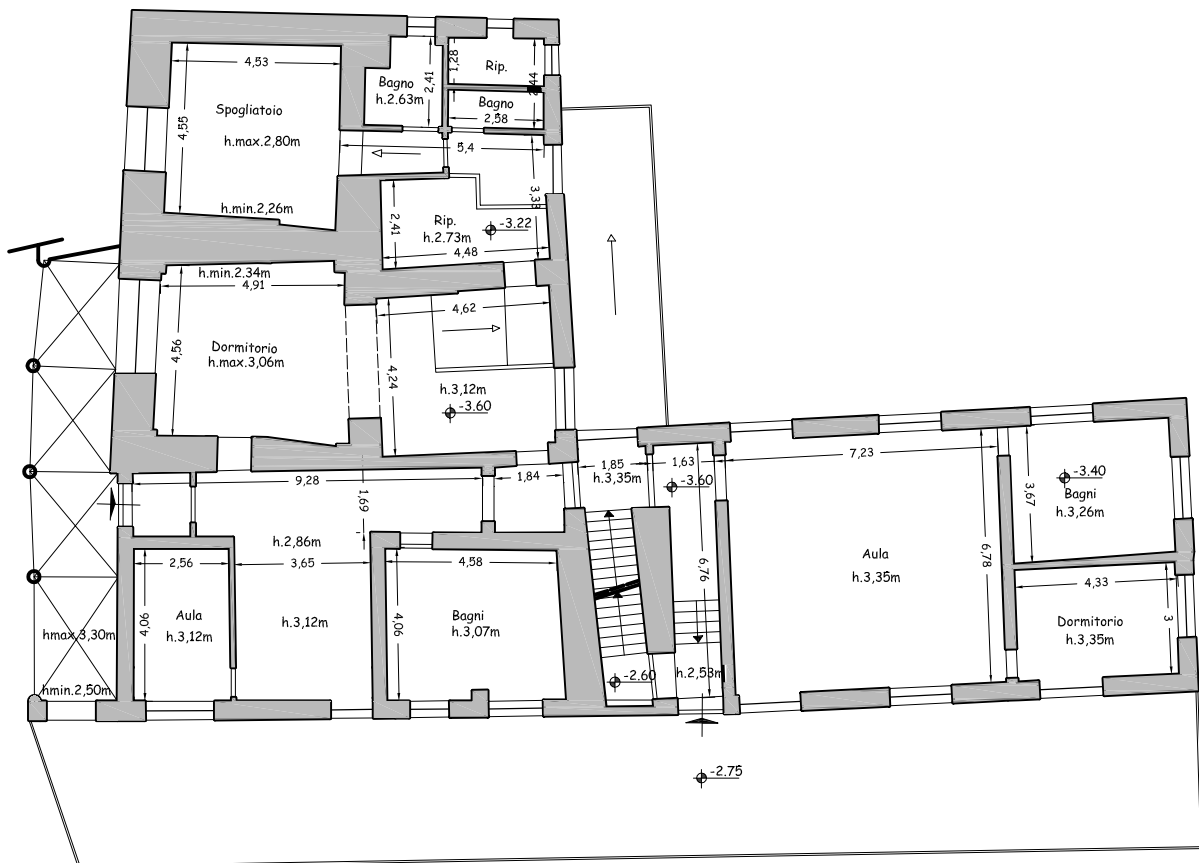 4,53
Spogliatoio
4,55
h.max.2,80m
h.min.2,26m
Bagno
h.2.63m
2,41
1,28
Rip.
Bagno
2,58
5,4
3,33
Rip.
h.2.73m
2,41
-3.22
4,48
h.min.2.34m
4,91
4,56
Dormitorio
h.max.3,06m
4,62
4,24
h.3,12m
-3.60
9,28
1,84
1,69
h.2,86m
2,56
3,65
4,58
4,06
Aula
h.3,12m
h.3,12m
4,06
Bagni
h.3,07m
hmax.3,30m
hmin.2,50m
1,85
h.3,35m
1,63
-3.60
6,76
-2.60
h.2,53m
7,23
Aula
h.3,35m
6,78
3,67
-3.40
Bagni
h.3,26m
4,33
Dormitorio
h.3,35m
3
-2.75